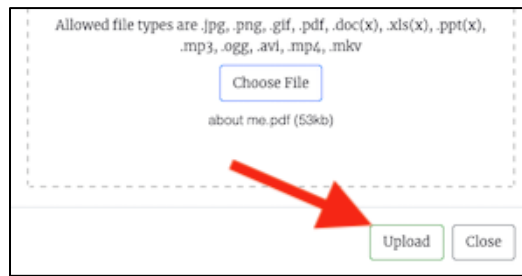 Allowed file types are .jpg, .png, .gif, .pdf, .doc(x), .xls(x), .ppt(x),
.mp3, .ogg, .avi, .mp4, .mkv
Choose File
about me.pdf (53kb)
Upload
Close